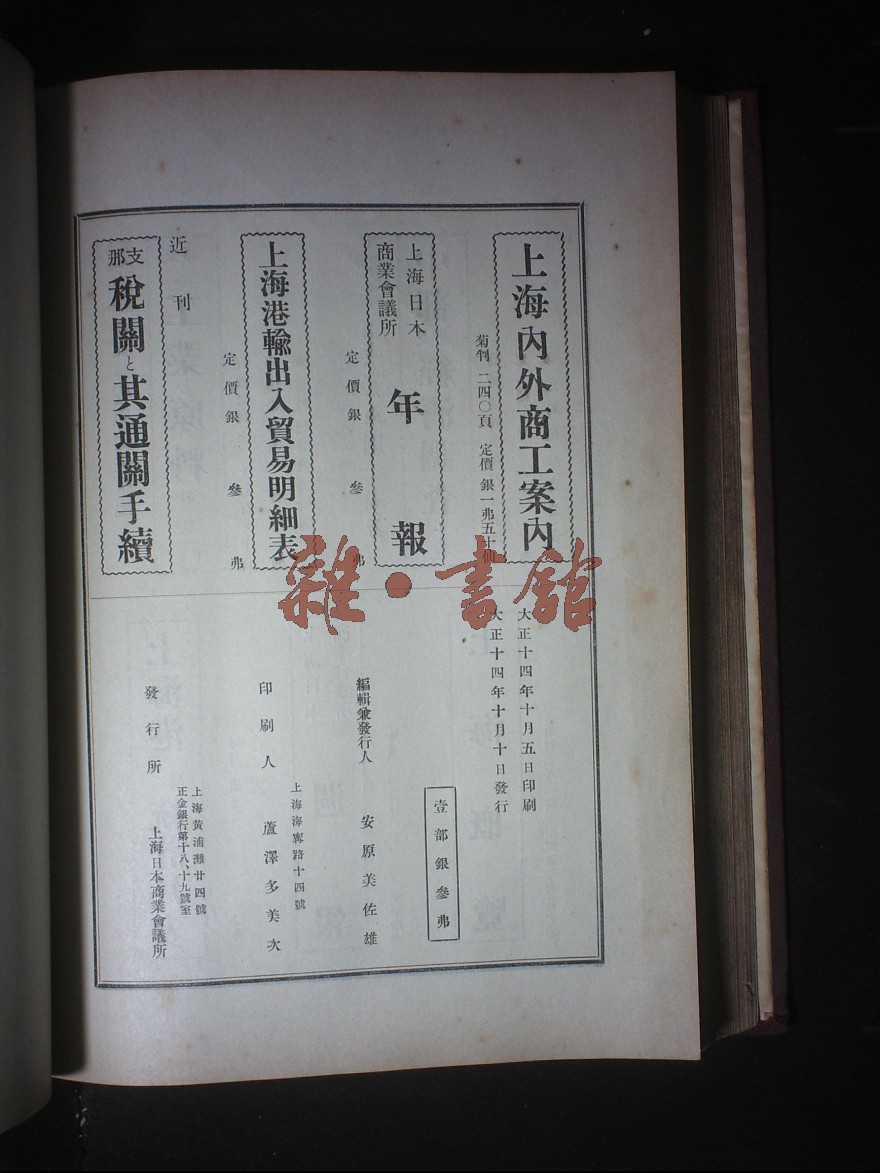 上海內外商工案內
菊判 二四〇頁 定價 銀一弗五十仙
上海日本
商業會議所
年報
定價銀參弗
上海港輸出入貿易明細表
定價銀參弗
近刊
支那
稅關と其通關手續
大正十四年十月五日印刷
大正十四年十月十日發行
壹部銀參弗
編輯兼發行人 安原美佐雄
上海海寧路十四號
印刷人 蘆澤多美次
上海黃浦灘廿四號
正金銀行第十八、十九號室
發行所 上海日本商業會議所
雜·書館